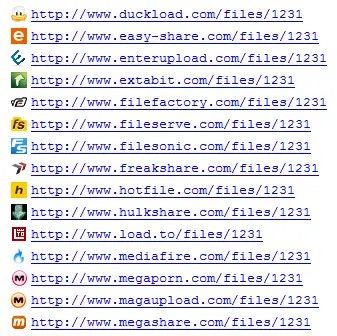 http://www.duckload.com/files/1231
http://www.easy-share.com/files/1231
http://www.enterupload.com/files/1231
http://www.extabit.com/files/1231
http://www.filefactory.com/files/1231
http://www.fileserve.com/files/1231
http://www.filesonic.com/files/1231
http://www.freakshare.com/files/1231
http://www.hotfile.com/files/1231
http://www.hulkshare.com/files/1231
http://www.load.to/files/1231
http://www.mediafire.com/files/1231
http://www.megaporn.com/files/1231
http://www.magaupload.com/files/1231
http://www.megashare.com/files/1231